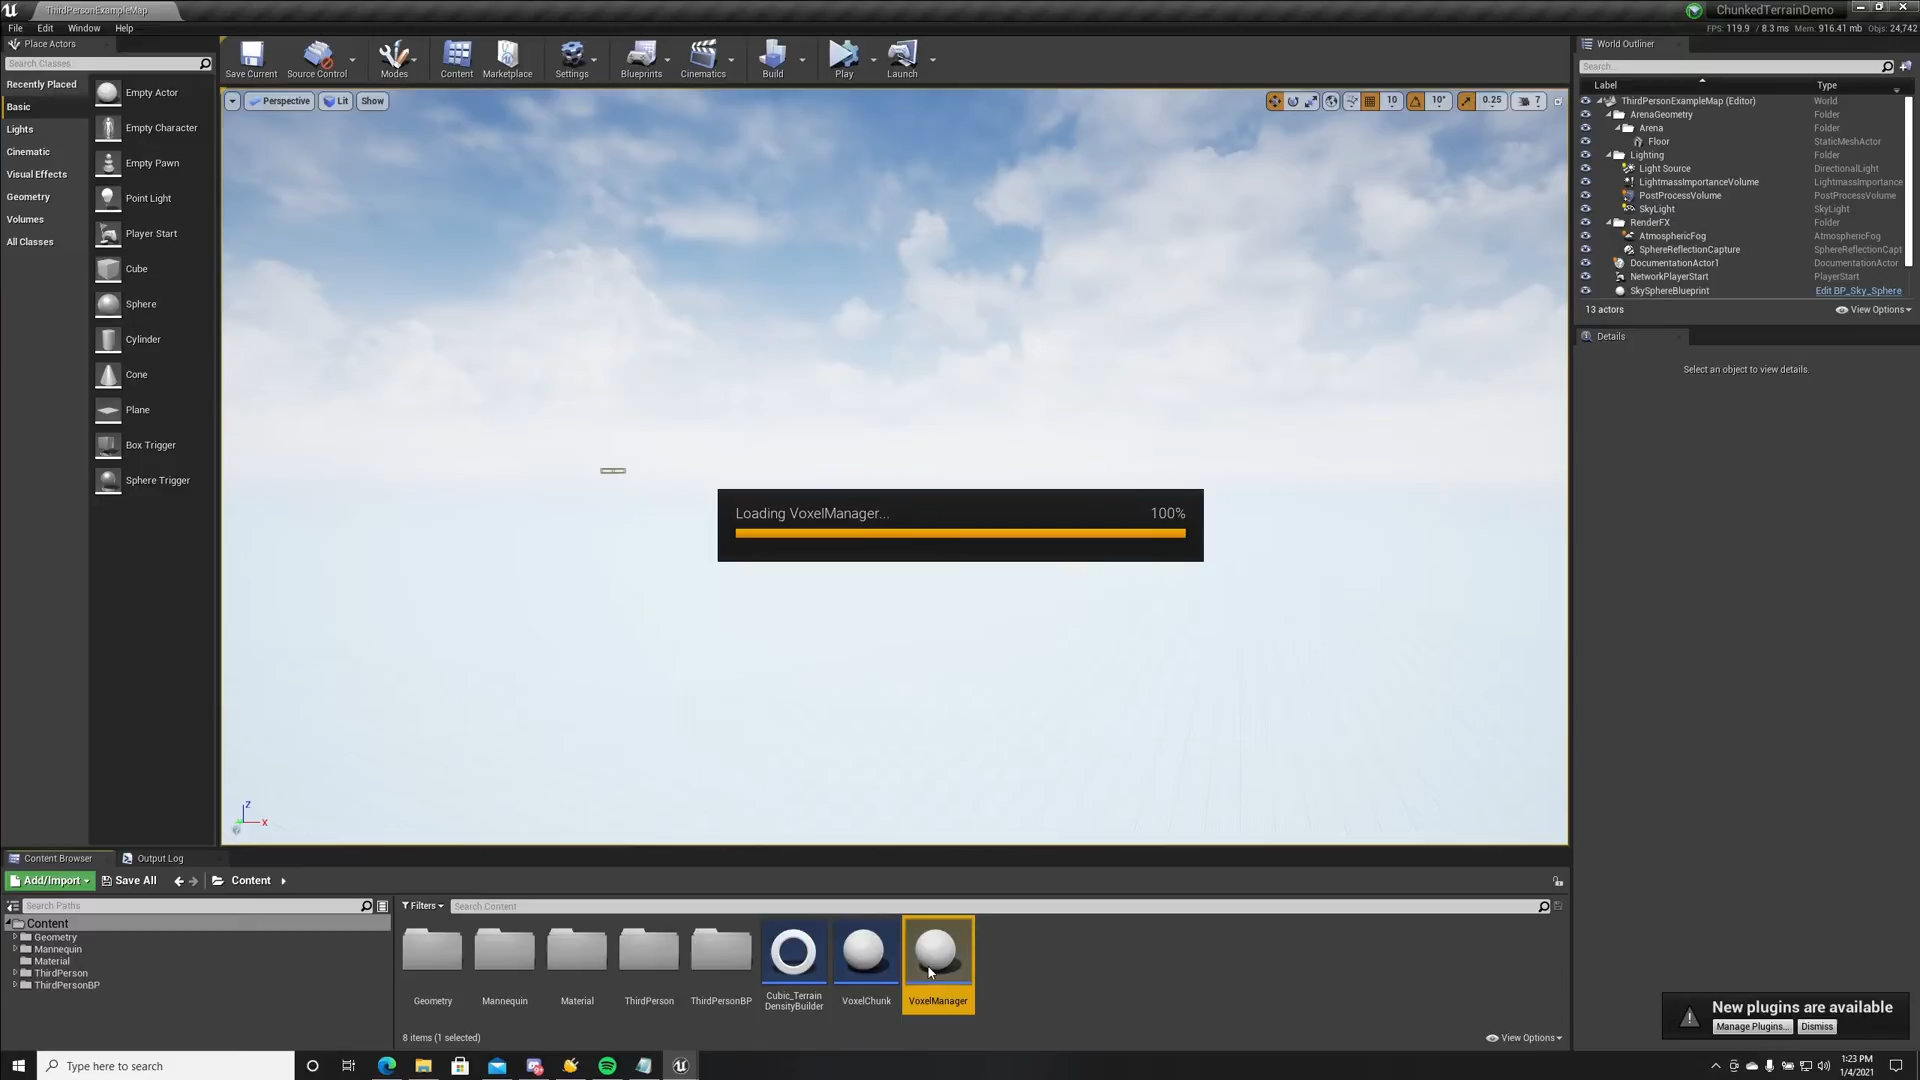 ThirdPersonExampleMap
ChunkedTerrainDemo
File Edit Window Help
FPS: 119.9 / 8.3 ms Mem: 916.41 mb Objs: 24,742
Place Actors
Search Classes
Recently Placed
Basic
Lights
Cinematic
Visual Effects
Geometry
Volumes
All Classes
Empty Actor
Empty Character
Empty Pawn
Point Light
Player Start
Cube
Sphere
Cylinder
Cone
Plane
Box Trigger
Sphere Trigger
Save Current Source Control Modes Content Marketplace Settings Blueprints Cinematics Build Play Launch
Perspective Lit Show
10 10° 0.25 7
Loading VoxelManager... 100%
Z
X
World Outliner
Search...
Label Type
ThirdPersonExampleMap (Editor) World
ArenaGeometry Folder
Arena Folder
Floor StaticMeshActor
Lighting Folder
Light Source DirectionalLight
LightmassImportanceVolume LightmassImportance
PostProcessVolume PostProcessVolume
SkyLight SkyLight
RenderFX Folder
AtmosphericFog AtmosphericFog
SphereReflectionCapture SphereReflectionCapt
DocumentationActor1 DocumentationActor
NetworkPlayerStart PlayerStart
SkySphereBlueprint Edit BP_Sky_Sphere
13 actors View Options
Details
Select an object to view details.
Content Browser Output Log
Add/Import Save All Content
Search Paths
Content
Geometry
Mannequin
Material
ThirdPerson
ThirdPersonBP
Filters Search Content
Geometry Mannequin Material ThirdPerson ThirdPersonBP Cubic_Terrain DensityBuilder VoxelChunk VoxelManager
8 items (1 selected) View Options
New plugins are available
Manage Plugins... Dismiss
Type here to search
1:23 PM
1/4/2021